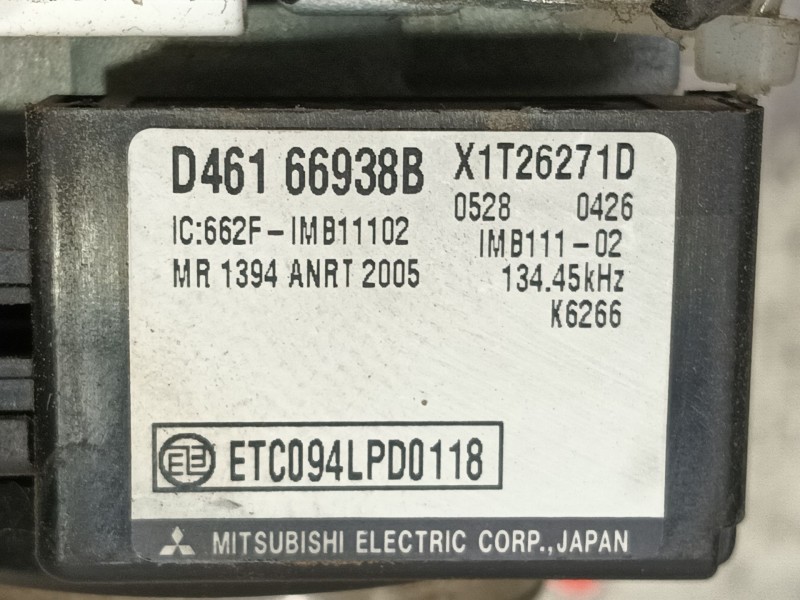 D461 66938B X1T26271D
0528 0426
IC:662F-IMB11102 IMB111-02
MR 1394 ANRT 2005 134.45kHz
K6266
ETC094LPD0118
MITSUBISHI ELECTRIC CORP.,JAPAN